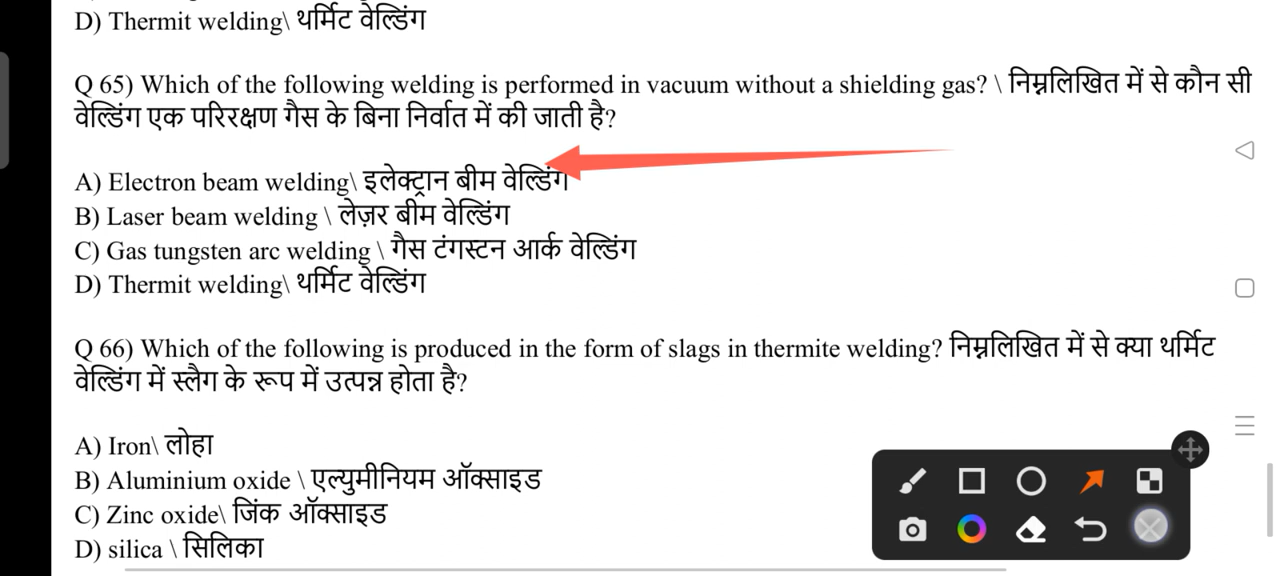 D) Thermit welding\ थर्मिट वेल्डिंग
Q 65) Which of the following welding is performed in vacuum without a shielding gas? \ निम्नलिखित में से कौन सी
वेल्डिंग एक परिरक्षण गैस के बिना निर्वात में की जाती है?
A) Electron beam welding\ इलेक्ट्रान बीम वेल्डिंग
B) Laser beam welding \ लेज़र बीम वेल्डिंग
C) Gas tungsten arc welding \ गैस टंगस्टन आर्क वेल्डिंग
D) Thermit welding\ थर्मिट वेल्डिंग
Q 66) Which of the following is produced in the form of slags in thermite welding? निम्नलिखित में से क्या थर्मिट
वेल्डिंग में स्लैग के रूप में उत्पन्न होता है?
A) Iron\ लोहा
B) Aluminium oxide \ एल्युमीनियम ऑक्साइड
C) Zinc oxide\ जिंक ऑक्साइड
D) silica \ सिलिका